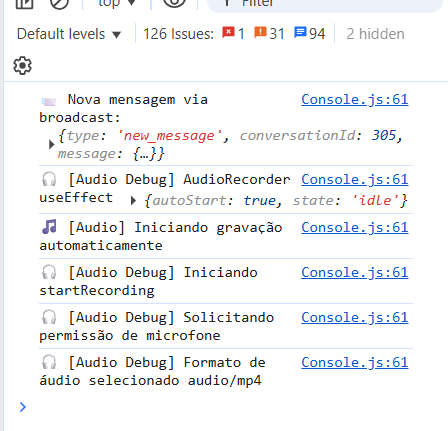 top ▼
Filter
Default levels ▼ 126 Issues: 1 31 94 2 hidden
Nova mensagem via Console.js:61
broadcast:
{type: 'new_message', conversationId: 305,
message: {…}}
🎧 [Audio Debug] AudioRecorder Console.js:61
useEffect ▶ {autoStart: true, state: 'idle'}
🎵 [Audio] Iniciando gravação Console.js:61
automaticamente
🎧 [Audio Debug] Iniciando Console.js:61
startRecording
🎧 [Audio Debug] Solicitando Console.js:61
permissão de microfone
🎧 [Audio Debug] Formato de Console.js:61
áudio selecionado audio/mp4